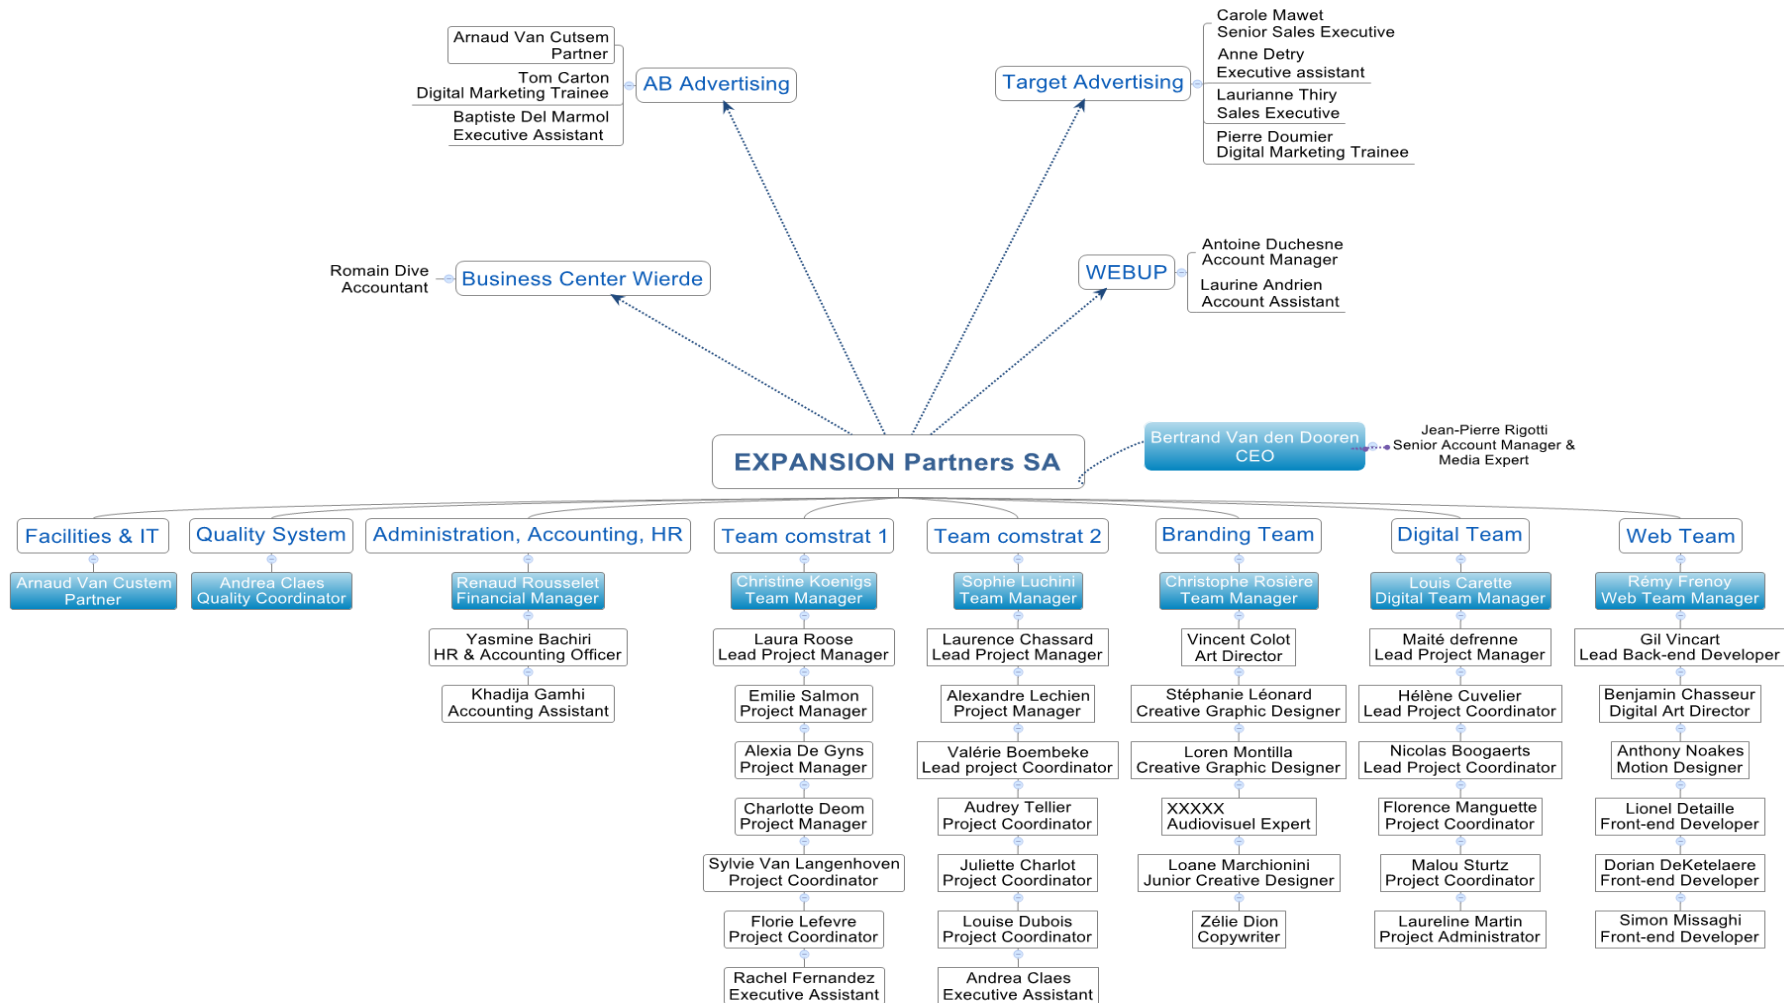 Arnaud Van Cutsem
Partner
Tom Carton
Digital Marketing Trainee
Baptiste Del Marmol
Executive Assistant
AB Advertising
Target Advertising
Carole Mawet
Senior Sales Executive
Anne Detry
Executive assistant
Laurianne Thiry
Sales Executive
Pierre Doumier
Digital Marketing Trainee
Romain Dive
Accountant
Business Center Wierde
WEBUP
Antoine Duchesne
Account Manager
Laurine Andrien
Account Assistant
EXPANSION Partners SA
Bertrand Van den Dooren
CEO
Jean-Pierre Rigotti
Senior Account Manager &
Media Expert
Facilities & IT
Arnaud Van Custem
Partner
Quality System
Andrea Claes
Quality Coordinator
Administration, Accounting, HR
Renaud Rousselet
Financial Manager
Yasmine Bachiri
HR & Accounting Officer
Khadija Gamhi
Accounting Assistant
Team comstrat 1
Christine Koenigs
Team Manager
Laura Roose
Lead Project Manager
Emilie Salmon
Project Manager
Alexia De Gyns
Project Manager
Charlotte Deom
Project Manager
Sylvie Van Langenhoven
Project Coordinator
Florie Lefevre
Project Coordinator
Rachel Fernandez
Executive Assistant
Team comstrat 2
Sophie Luchini
Team Manager
Laurence Chassard
Lead Project Manager
Alexandre Lechien
Project Manager
Valérie Boembeke
Lead project Coordinator
Audrey Tellier
Project Coordinator
Juliette Charlot
Project Coordinator
Louise Dubois
Project Coordinator
Andrea Claes
Executive Assistant
Branding Team
Christophe Rosière
Team Manager
Vincent Colot
Art Director
Stéphanie Léonard
Creative Graphic Designer
Loren Montilla
Creative Graphic Designer
XXXXX
Audiovisuel Expert
Loane Marchionini
Junior Creative Designer
Zélie Dion
Copywriter
Digital Team
Louis Carette
Digital Team Manager
Maité defrenne
Lead Project Manager
Hélène Cuvelier
Lead Project Coordinator
Nicolas Boogaerts
Lead Project Coordinator
Florence Manguette
Project Coordinator
Malou Sturtz
Project Coordinator
Laureline Martin
Project Administrator
Web Team
Rémy Frenoy
Web Team Manager
Gil Vincart
Lead Back-end Developer
Benjamin Chasseur
Digital Art Director
Anthony Noakes
Motion Designer
Lionel Detaille
Front-end Developer
Dorian DeKetelaere
Front-end Developer
Simon Missaghi
Front-end Developer